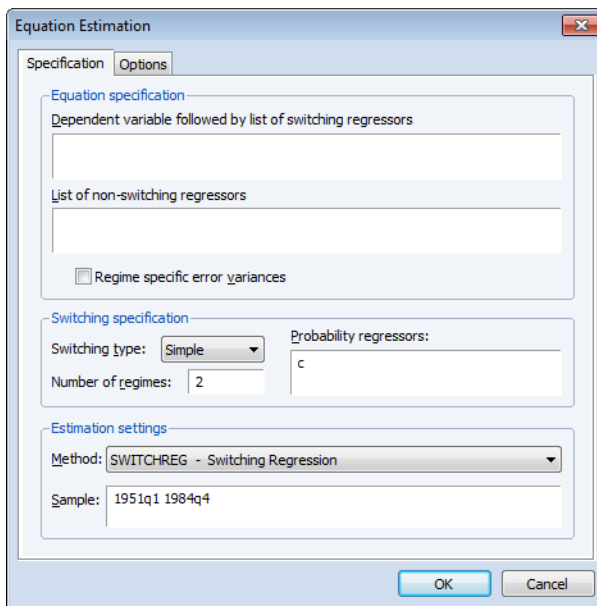 Equation Estimation
Specification
Options
Equation specification
Dependent variable followed by list of switching regressors
List of non-switching regressors
Regime specific error variances
Switching specification
Switching type: Simple
Number of regimes: 2
Probability regressors:
c
Estimation settings
Method: SWITCHREG - Switching Regression
Sample: 1951q1 1984q4
OK
Cancel